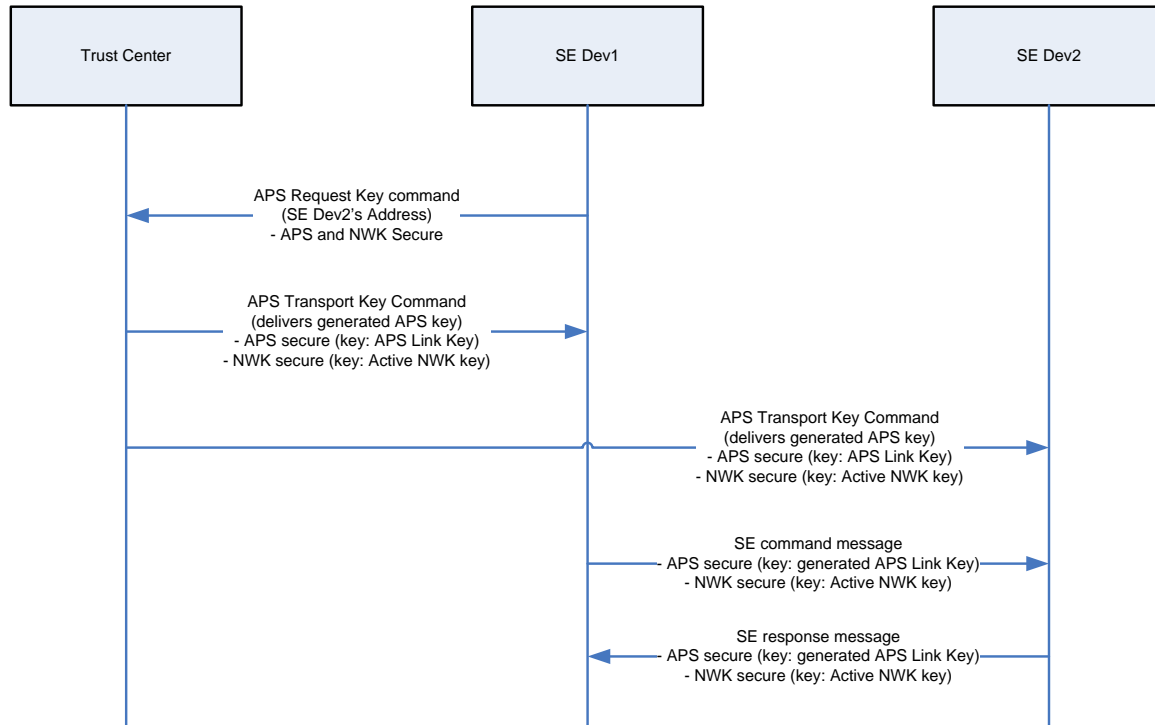 Trust Center
SE Dev1
SE Dev2
APS Request Key command
(SE Dev2's Address)
- APS and NWK Secure
APS Transport Key Command
(delivers generated APS key)
- APS secure (key: APS Link Key)
- NWK secure (key: Active NWK key)
APS Transport Key Command
(delivers generated APS key)
- APS secure (key: APS Link Key)
- NWK secure (key: Active NWK key)
SE command message
- APS secure (key: generated APS Link Key)
- NWK secure (key: Active NWK key)
SE response message
- APS secure (key: generated APS Link Key)
- NWK secure (key: Active NWK key)